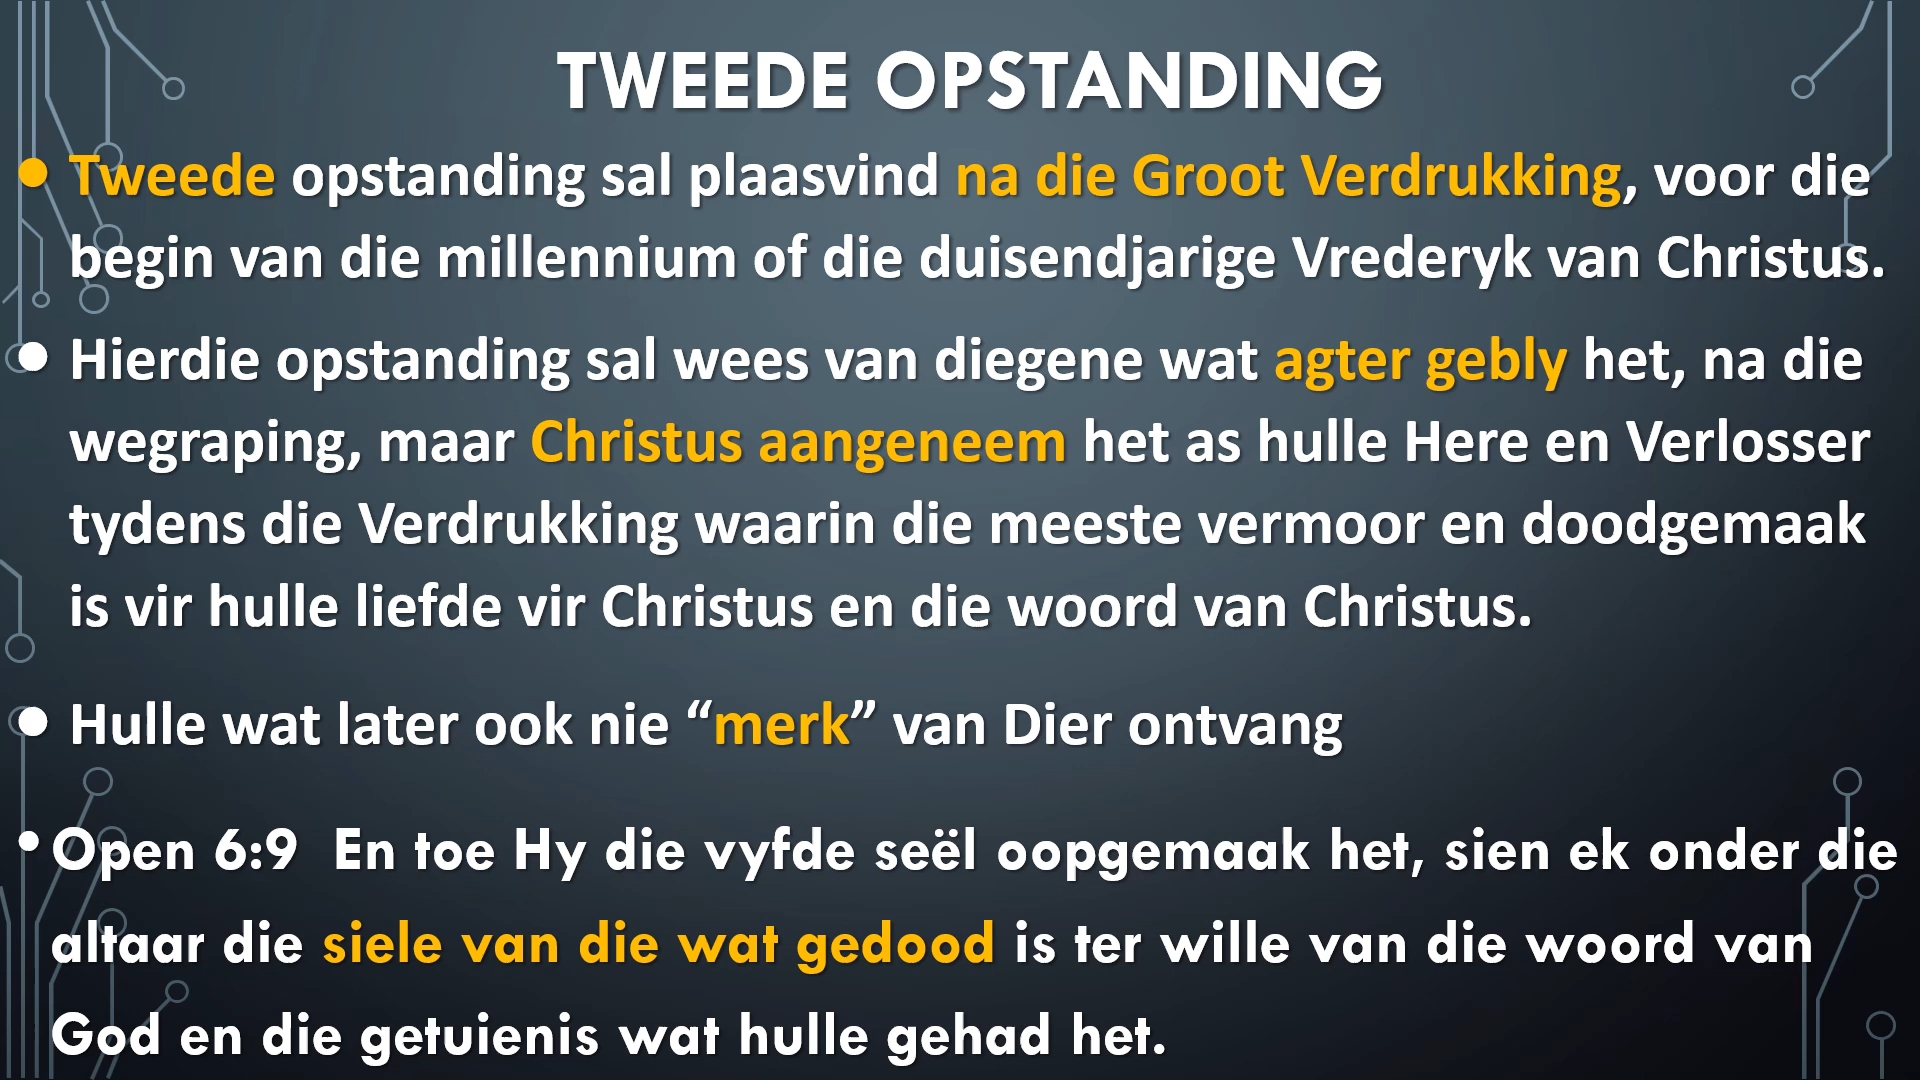 TWEEDE OPSTANDING
• Tweede opstanding sal plaasvind na die Groot Verdrukking, voor die
begin van die millennium of die duisendjarige Vrederyk van Christus.
• Hierdie opstanding sal wees van diegene wat agter gebly het, na die
wegraping, maar Christus aangeneem het as hulle Here en Verlosser
tydens die Verdrukking waarin die meeste vermoor en doodgemaak
is vir hulle liefde vir Christus en die woord van Christus.
• Hulle wat later ook nie “merk” van Dier ontvang
• Open 6:9  En toe Hy die vyfde seël oopgemaak het, sien ek onder die
altaar die siele van die wat gedood is ter wille van die woord van
God en die getuienis wat hulle gehad het.